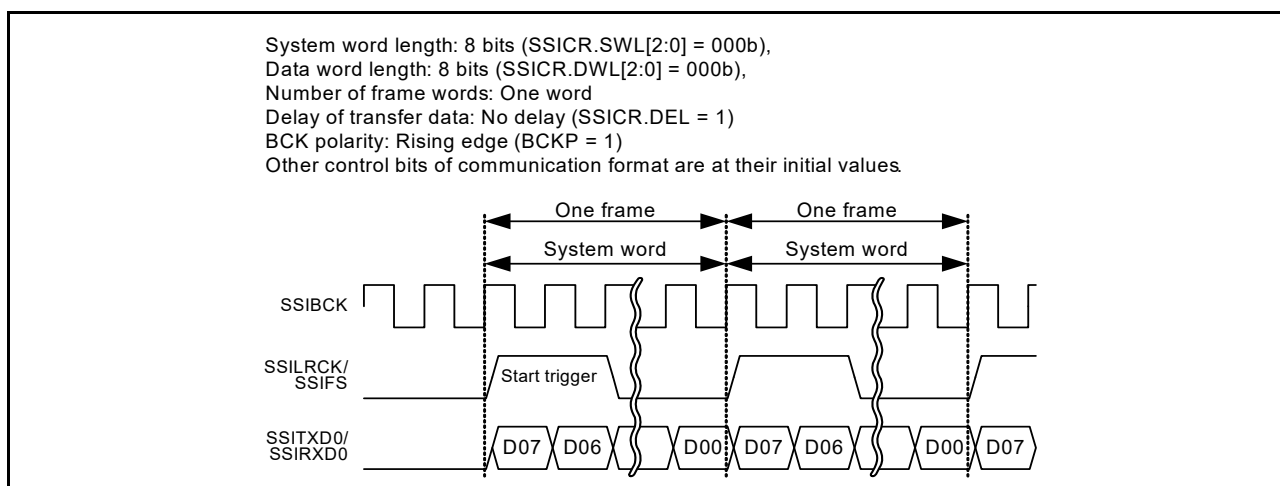 System word length: 8 bits (SSICR.SWL[2:0] = 000b),
Data word length: 8 bits (SSICR.DWL[2:0] = 000b),
Number of frame words: One word
Delay of transfer data: No delay (SSICR.DEL = 1)
BCK polarity: Rising edge (BCKP = 1)
Other control bits of communication format are at their initial values.
One frame One frame
System word System word
SSIBCK
SSILRCK/
SSIFS
Start trigger
SSITXD0/
SSIRXD0
D07 D06 D00 D07 D06 D00 D07